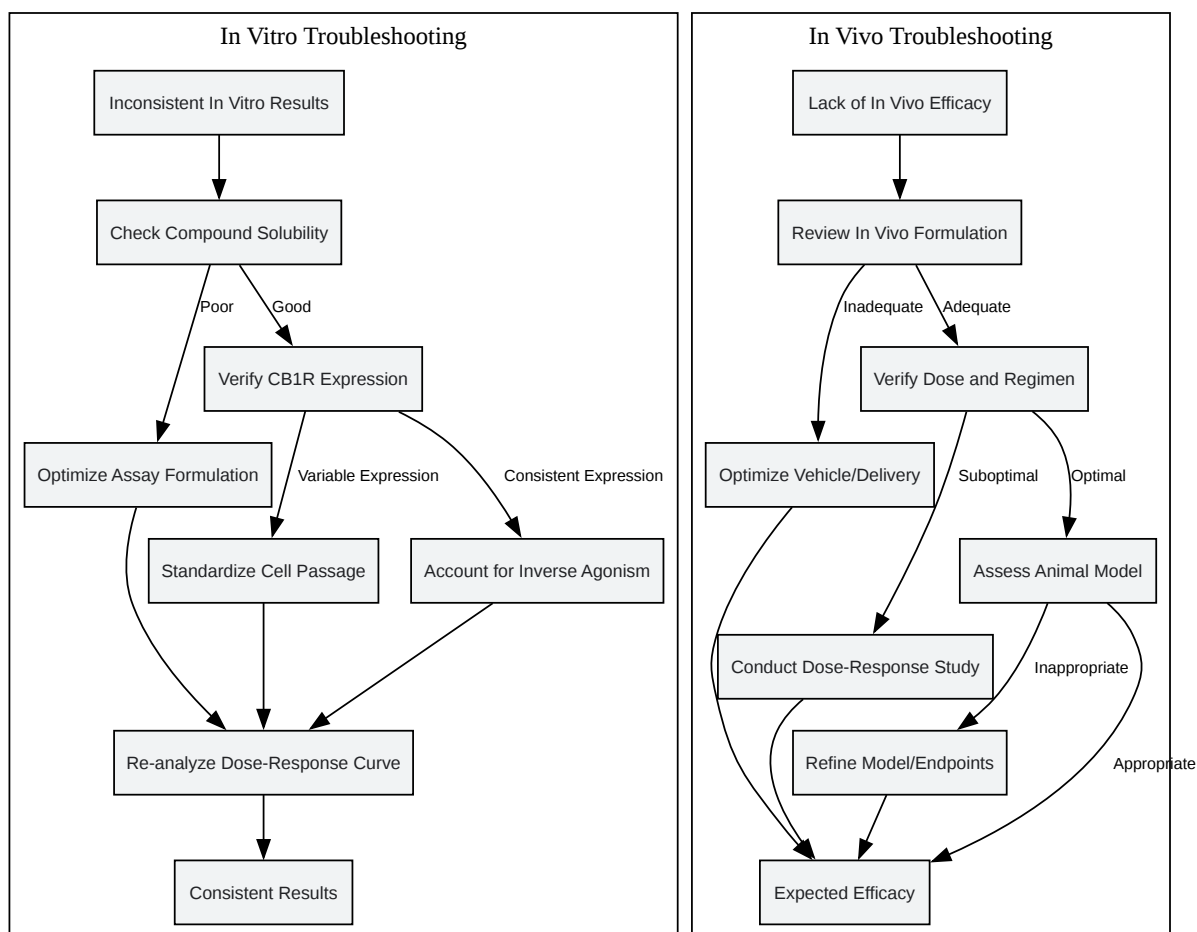 In Vitro Troubleshooting
Inconsistent In Vitro Results
Check Compound Solubility
Poor
Good
Verify CB1R Expression
Optimize Assay Formulation
Variable Expression
Consistent Expression
Standardize Cell Passage
Account for Inverse Agonism
Re-analyze Dose-Response Curve
Consistent Results
In Vivo Troubleshooting
Lack of In Vivo Efficacy
Review In Vivo Formulation
Inadequate
Adequate
Verify Dose and Regimen
Optimize Vehicle/Delivery
Suboptimal
Optimal
Assess Animal Model
Conduct Dose-Response Study
Inappropriate
Refine Model/Endpoints
Appropriate
Expected Efficacy